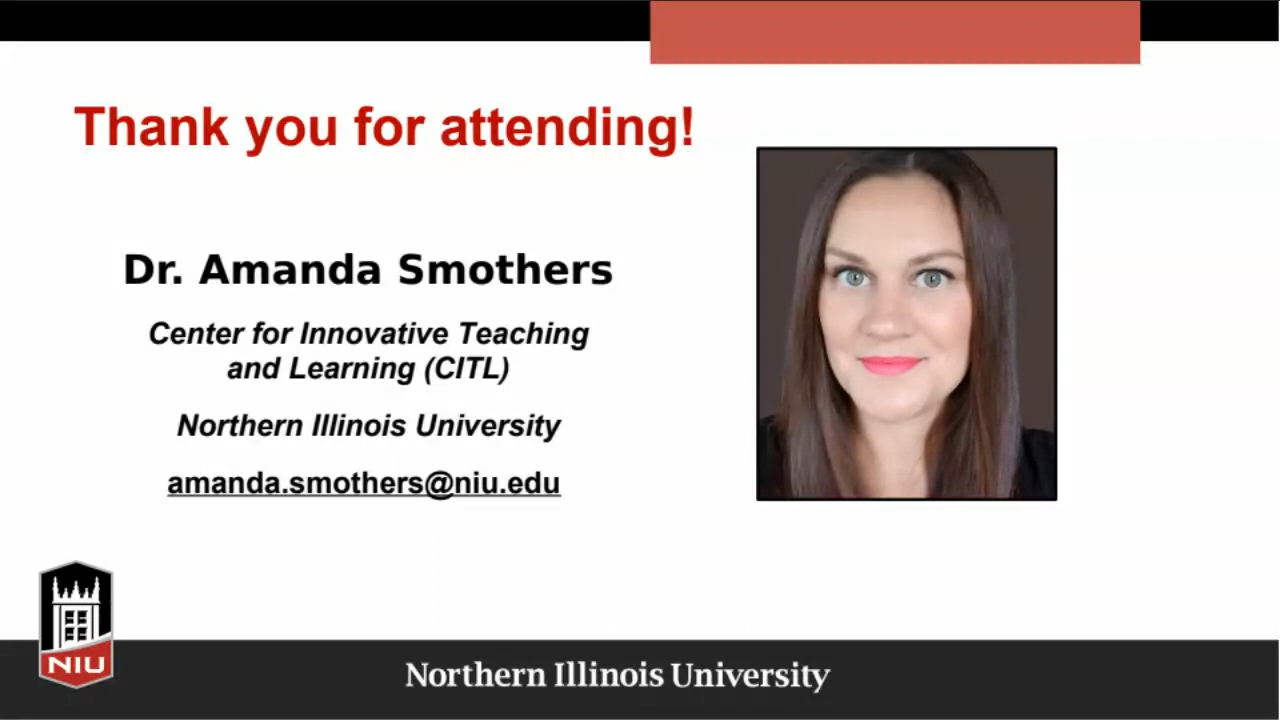 Thank you for attending!
Dr. Amanda Smothers
Center for Innovative Teaching
and Learning (CITL)
Northern Illinois University
amanda.smothers@niu.edu
NIU
Northern Illinois University